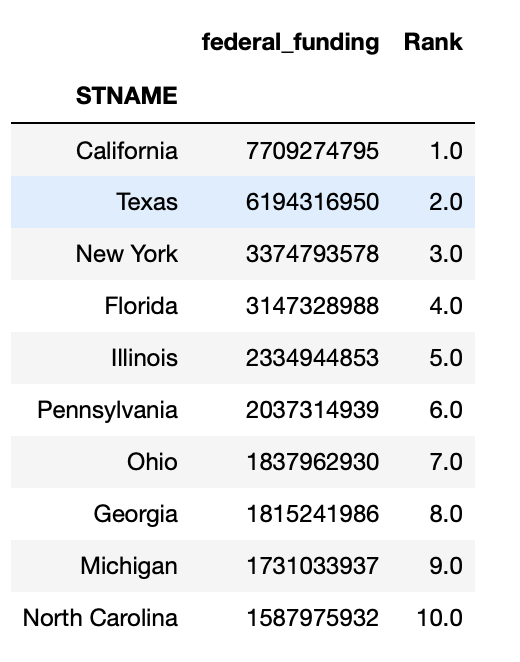 federal_funding Rank
STNAME
California 7709274795 1.0
Texas 6194316950 2.0
New York 3374793578 3.0
Florida 3147328988 4.0
Illinois 2334944853 5.0
Pennsylvania 2037314939 6.0
Ohio 1837962930 7.0
Georgia 1815241986 8.0
Michigan 1731033937 9.0
North Carolina 1587975932 10.0